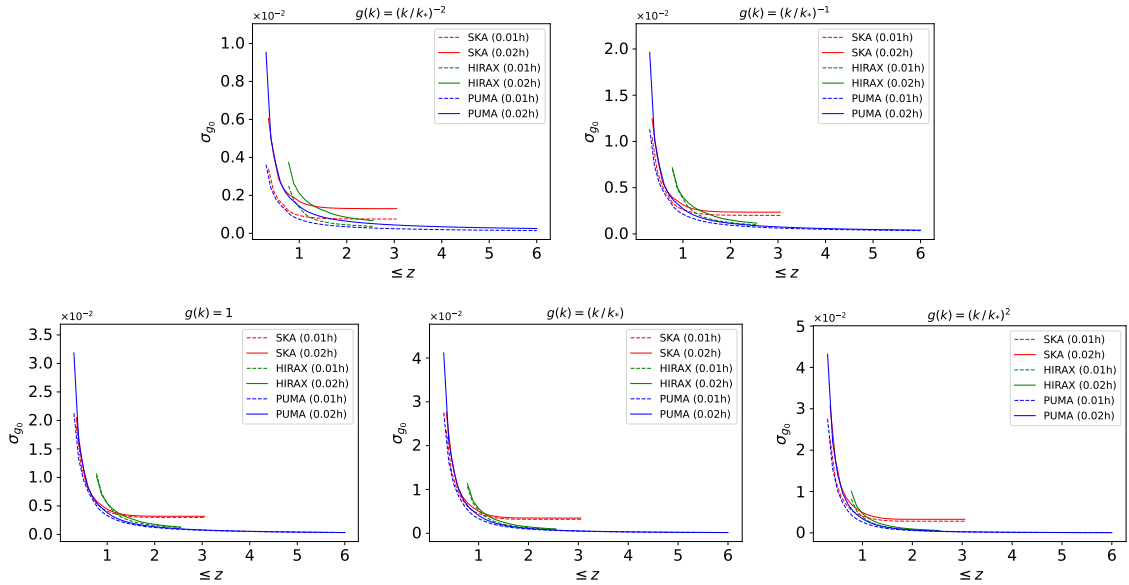 ×10⁻² g(k) = (k/k*)⁻²
1.0
0.8
0.6
0.4
0.2
0.0
σg₀
1 2 3 4 5 6
≤ z
SKA (0.01h)
SKA (0.02h)
HIRAX (0.01h)
HIRAX (0.02h)
PUMA (0.01h)
PUMA (0.02h)
×10⁻² g(k) = (k/k*)⁻¹
2.0
1.5
1.0
0.5
0.0
σg₀
1 2 3 4 5 6
≤ z
SKA (0.01h)
SKA (0.02h)
HIRAX (0.01h)
HIRAX (0.02h)
PUMA (0.01h)
PUMA (0.02h)
×10⁻² g(k) = 1
3.5
3.0
2.5
2.0
1.5
1.0
0.5
0.0
σg₀
1 2 3 4 5 6
≤ z
SKA (0.01h)
SKA (0.02h)
HIRAX (0.01h)
HIRAX (0.02h)
PUMA (0.01h)
PUMA (0.02h)
×10⁻² g(k) = (k/k*)
4
2
0
σg₀
1 2 3 4 5 6
≤ z
SKA (0.01h)
SKA (0.02h)
HIRAX (0.01h)
HIRAX (0.02h)
PUMA (0.01h)
PUMA (0.02h)
×10⁻² g(k) = (k/k*)²
5
4
3
2
1
0
σg₀
1 2 3 4 5 6
≤ z
SKA (0.01h)
SKA (0.02h)
HIRAX (0.01h)
HIRAX (0.02h)
PUMA (0.01h)
PUMA (0.02h)